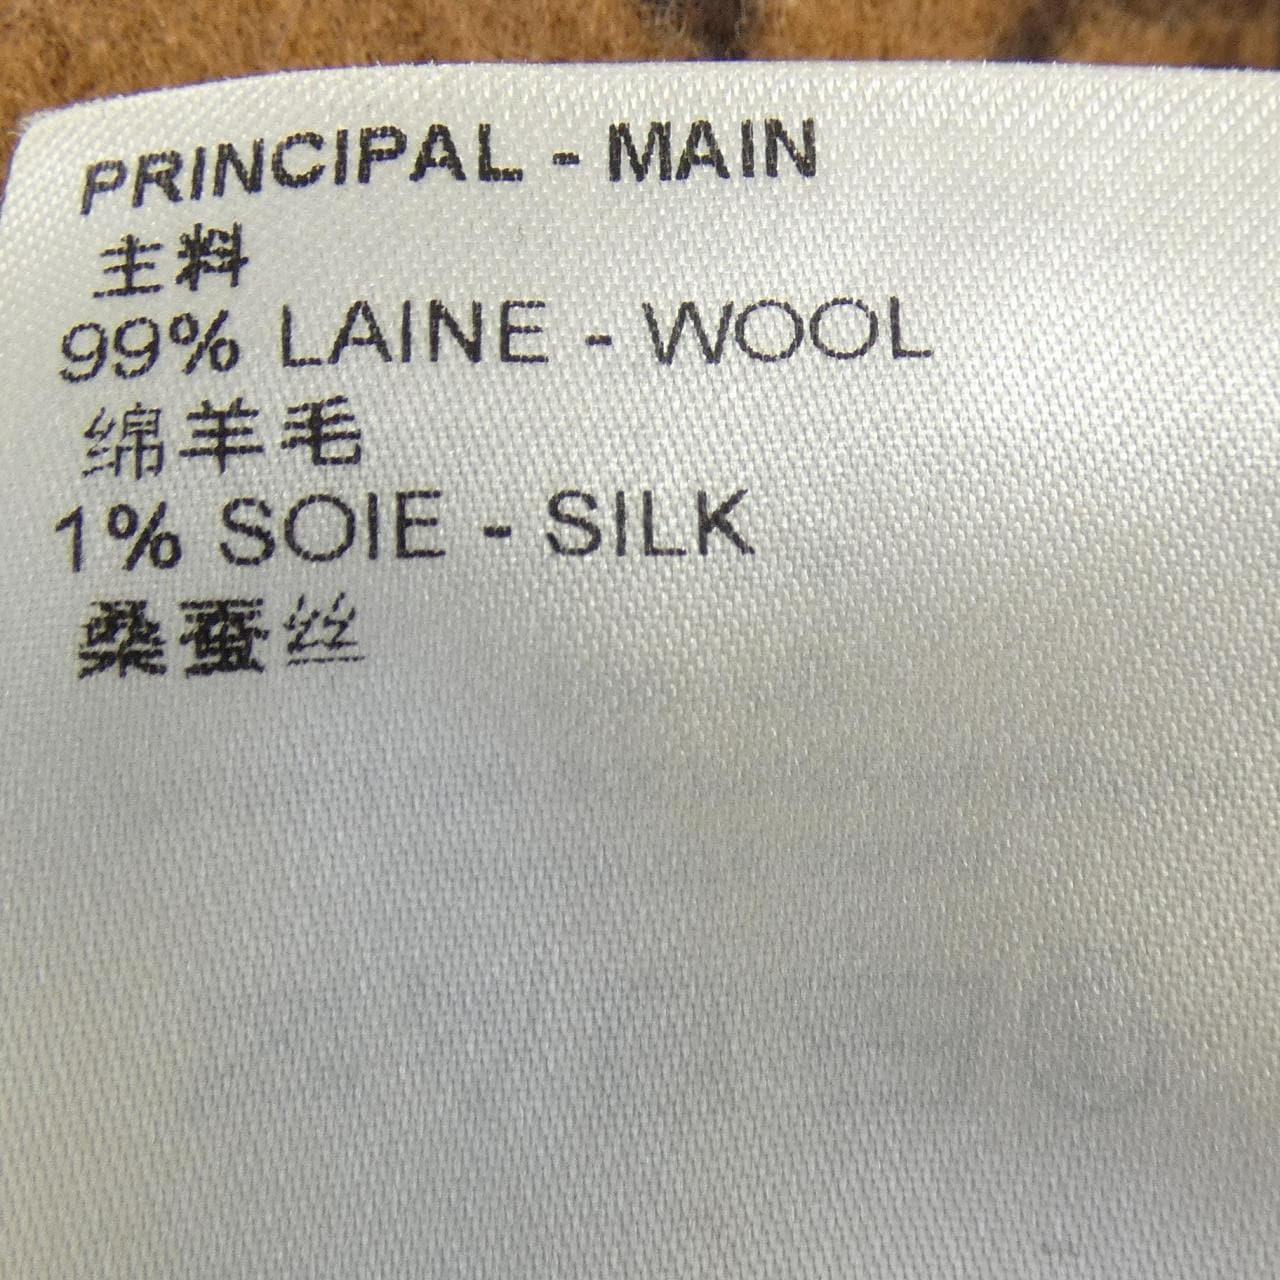 PRINCIPAL - MAIN
主料
99% LAINE - WOOL
绵羊毛
1% SOIE - SILK
桑蚕丝